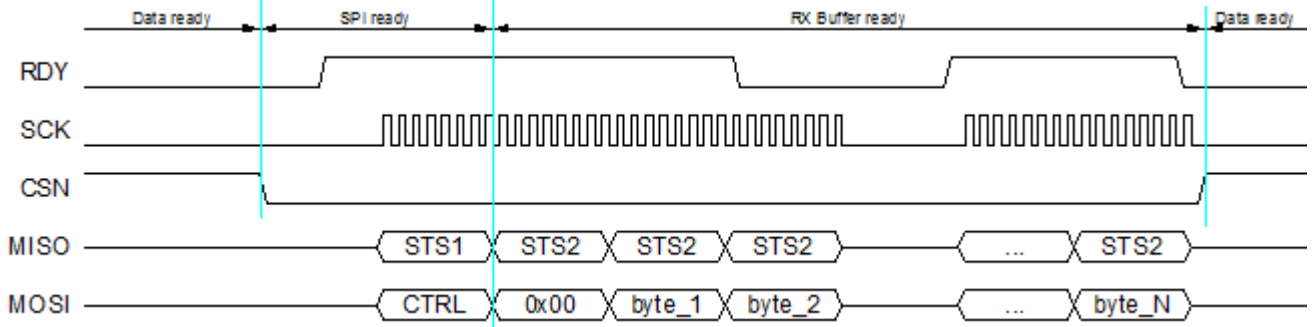 Data ready SPI ready RX Buffer ready Data ready
RDY
SCK
CSN
MISO STS1 STS2 STS2 STS2 ... STS2
MOSI CTRL 0x00 byte_1 byte_2 ... byte_N